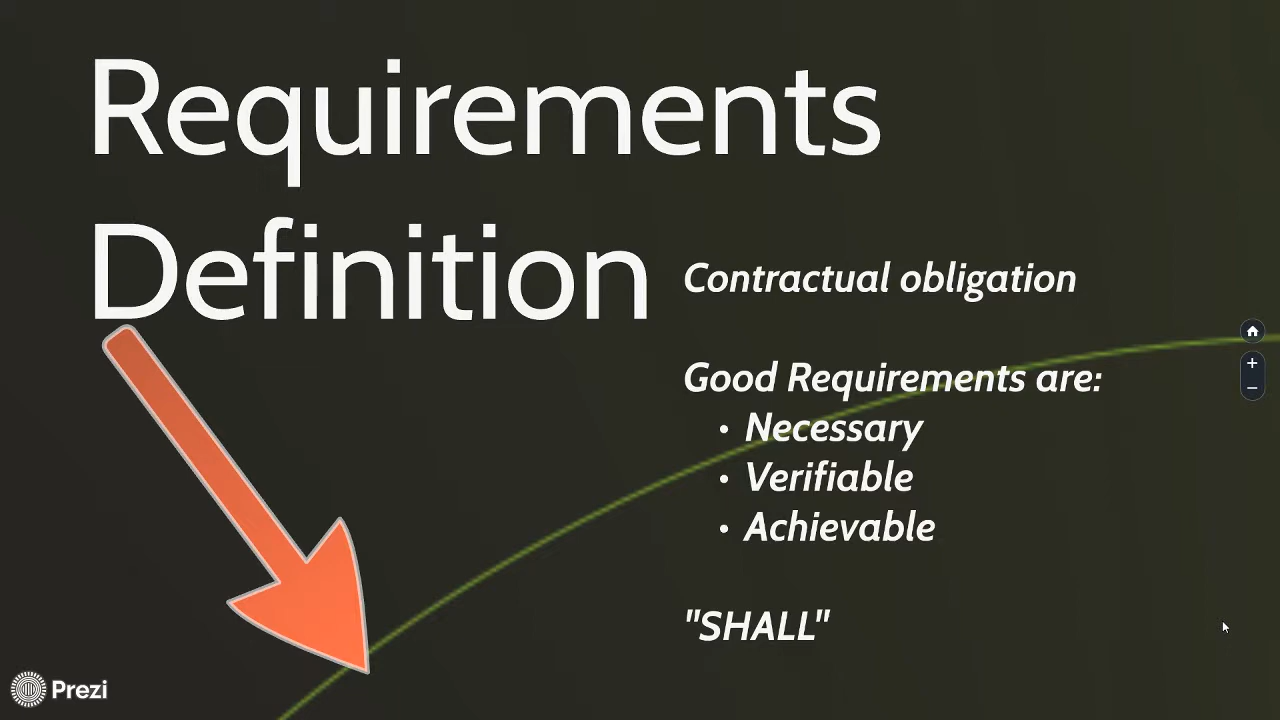 Requirements
Definition
Contractual obligation
Good Requirements are:
• Necessary
• Verifiable
• Achievable
"SHALL"
Prezi